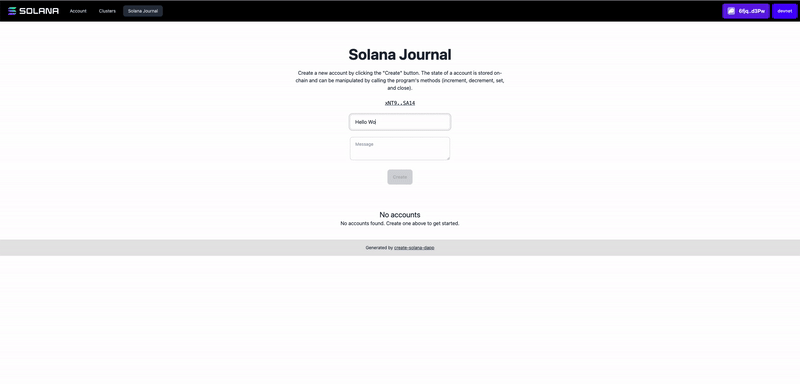 SOLANA Account Clusters Solana Journal 6fjq..d3Pw devnet
Solana Journal
Create a new account by clicking the "Create" button. The state of a account is stored on-
chain and can be manipulated by calling the program's methods (increment, decrement, set,
and close).
xNT9..SA14
Hello Wo
Message
Create
No accounts
No accounts found. Create one above to get started.
Generated by create-solana-dapp